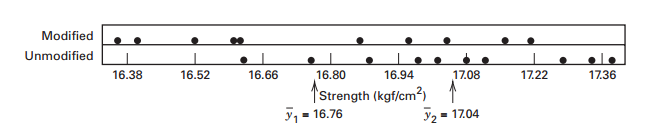 Modified
Unmodified
16.38 16.52 16.66 16.80 16.94 17.08 17.22 17.36
Strength (kgf/cm²)
ȳ₁ = 16.76 ȳ₂ = 17.04